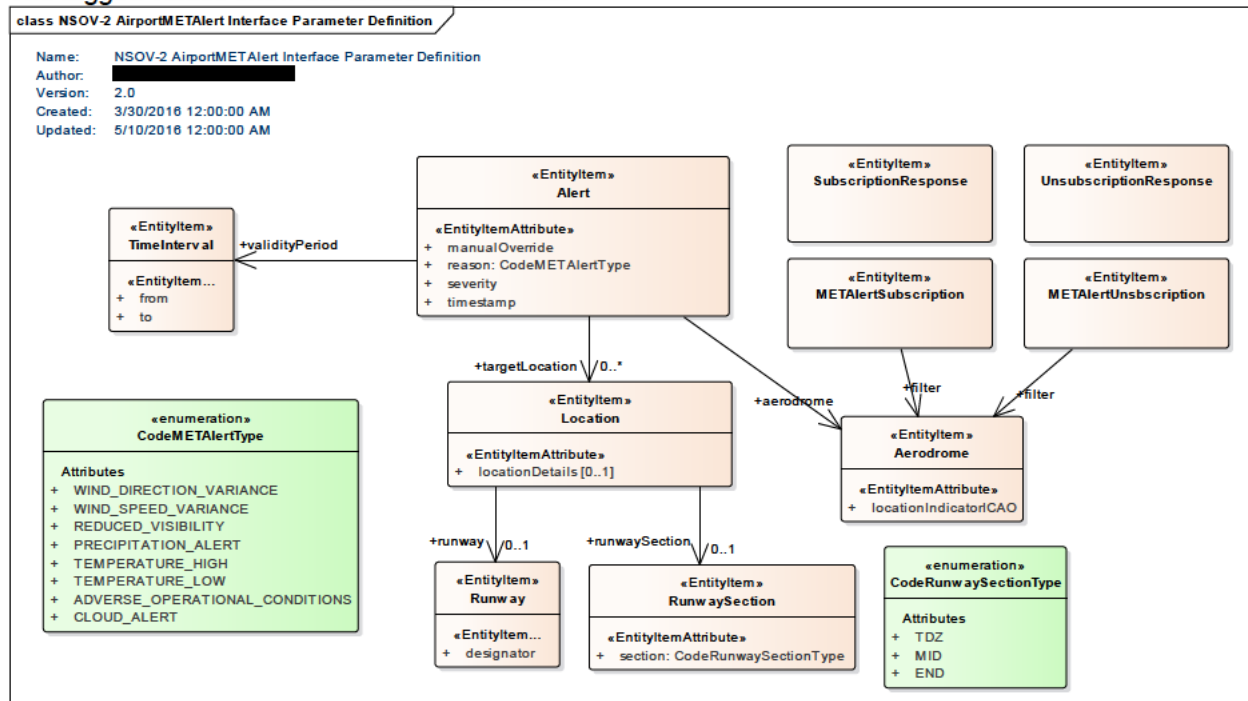 class NSOV-2 AirportMETAlert Interface Parameter Definition
Name: NSOV-2 AirportMETAlert Interface Parameter Definition
Author:
Version: 2.0
Created: 3/30/2016 12:00:00 AM
Updated: 5/10/2016 12:00:00 AM
«EntityItem»
Alert
«EntityItemAttribute»
+ manualOverride
+ reason: CodeMETAlertType
+ severity
+ timestamp
«EntityItem»
SubscriptionResponse
«EntityItem»
UnsubscriptionResponse
«EntityItem»
TimeInterval
«EntityItem...
+ from
+ to
+validityPeriod
«EntityItem»
METAlertSubscription
«EntityItem»
METAlertUnsbscription
+targetLocation
0..*
+aerodrome
+filter
+filter
«EntityItem»
Location
«EntityItemAttribute»
+ locationDetails [0..1]
«enumeration»
CodeMETAlertType
Attributes
+ WIND_DIRECTION_VARIANCE
+ WIND_SPEED_VARIANCE
+ REDUCED_VISIBILITY
+ PRECIPITATION_ALERT
+ TEMPERATURE_HIGH
+ TEMPERATURE_LOW
+ ADVERSE_OPERATIONAL_CONDITIONS
+ CLOUD_ALERT
«EntityItem»
Aerodrome
«EntityItemAttribute»
+ locationIndicatorICAO
+runway
0..1
+runwaySection
0..1
«EntityItem»
Runway
«EntityItem...
+ designator
«EntityItem»
RunwaySection
«EntityItemAttribute»
+ section: CodeRunwaySectionType
«enumeration»
CodeRunwaySectionType
Attributes
+ TDZ
+ MID
+ END